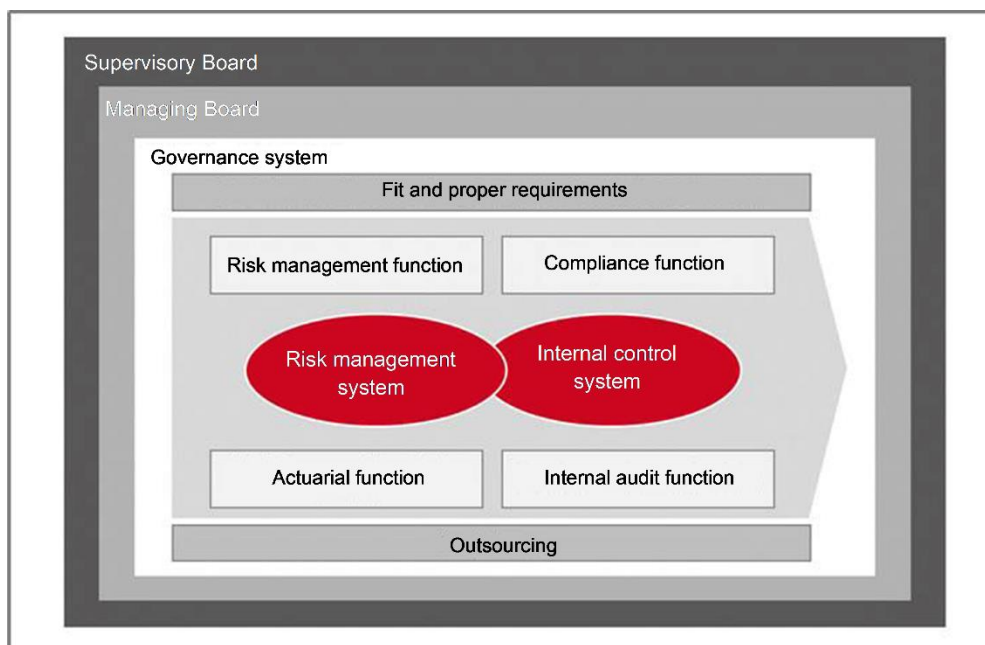 Supervisory Board
Managing Board
Governance system
Fit and proper requirements
Risk management function
Compliance function
Risk management
system
Internal control
system
Actuarial function
Internal audit function
Outsourcing